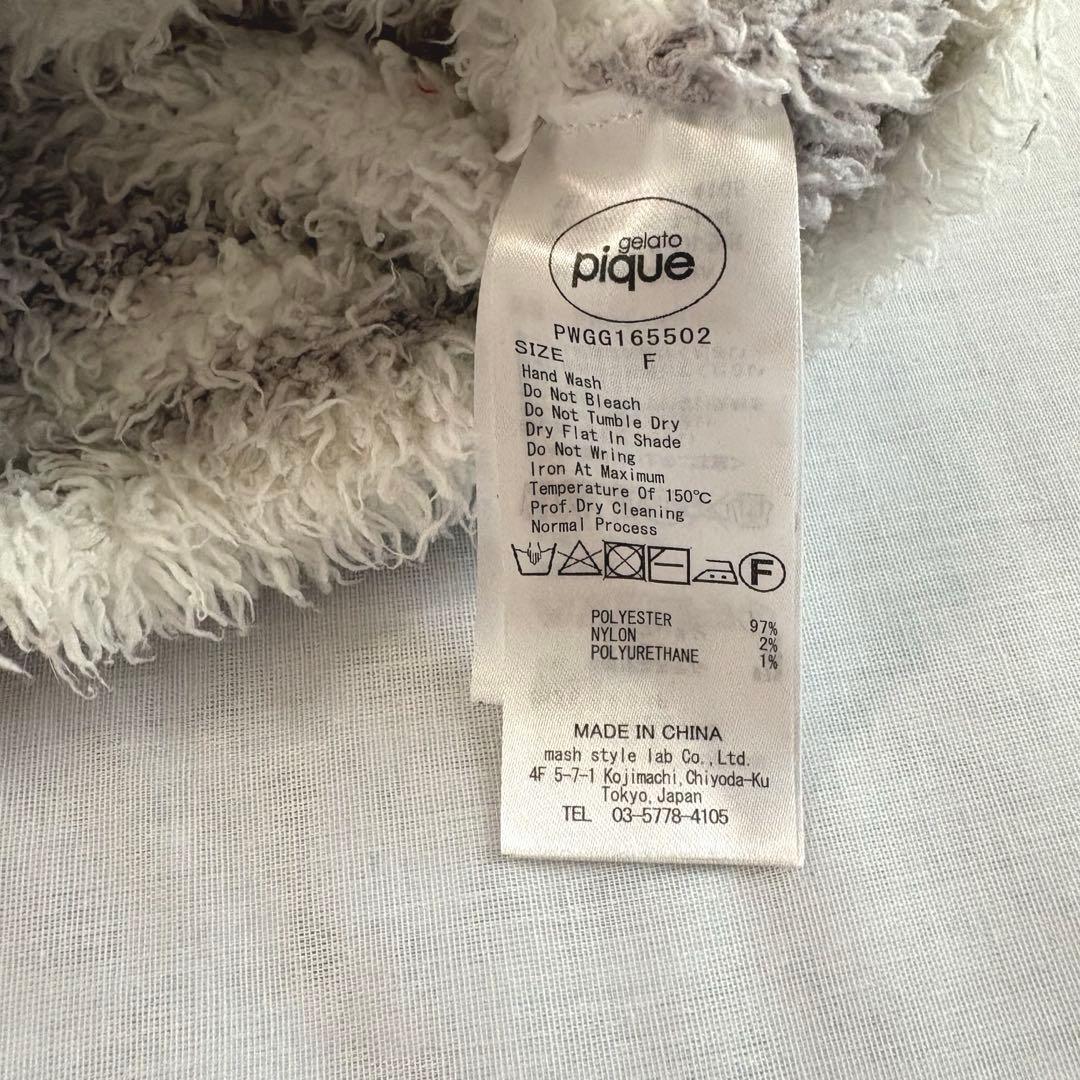 gelato
pique
PWGG165502
SIZE F
Hand Wash
Do Not Bleach
Do Not Tumble Dry
Dry Flat In Shade
Do Not Wring
Iron At Maximum
Temperature Of 150℃
Prof.Dry Cleaning
Normal Process
F
POLYESTER 97%
NYLON 2%
POLYURETHANE 1%
MADE IN CHINA
mash style lab Co.,Ltd.
4F 5-7-1 Kojimachi,Chiyoda-Ku
Tokyo,Japan
TEL 03-5778-4105